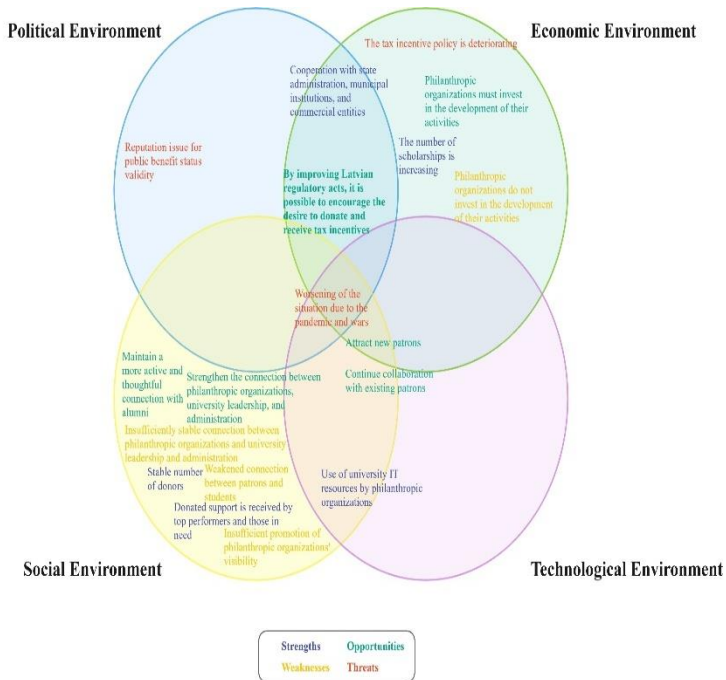 Political Environment
Economic Environment
The tax incentive policy is deteriorating
Cooperation with state
administration, municipal
institutions, and
commercial entitics
Philanthropic
organizations must invest
in the development of their
activities
Reputation issue for
public benefit status
validity
The number of
scholarships is
increasing
By improving Latvian
regulatory acts, it is
possible to encourage the
desire to donate and
receive tax incentives
Philanthropic
organizations do not
invest in the development
of their activities
Worsening of the
situation due to the
pandemic and wars
Attract new patrons
Continue collaboration
with existing patrons
Maintain a
more active and
thoughtful
connection with
alumni
Strengthen the connection between
philanthropic organizations,
university leadership, and
administration
Insufficiently stable connection between
philanthropic organizations and university
leadership and administration
Stable number
of donors
Weakened connection
between patrons and
students
Use of university IT
resources by philanthropic
organizations
Donated support is received by
top performers and those in
need
Insufficient promotion of
philanthropic organizations'
visibility
Social Environment
Technological Environment
Strengths
Opportunities
Weaknesses
Threats